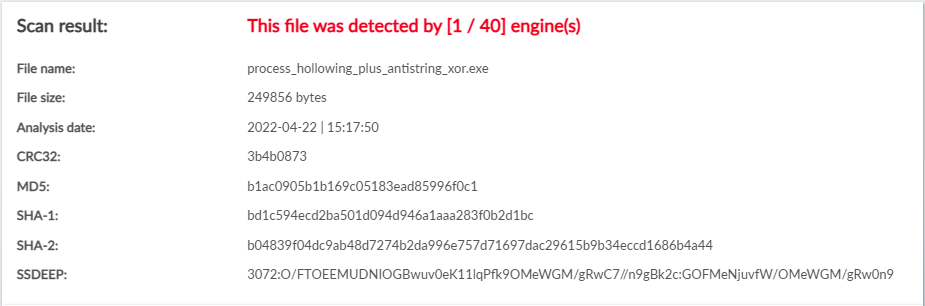 Scan result: This file was detected by [1 / 40] engine(s)
File name: process_hollowing_plus_antistring_xor.exe
File size: 249856 bytes
Analysis date: 2022-04-22 | 15:17:50
CRC32: 3b4b0873
MD5: b1ac0905b1b169c05183ead85996f0c1
SHA-1: bd1c594ecd2ba501d094d946a1aaa283f0b2d1bc
SHA-2: b04839f04dc9ab48d7274b2da996e757d71697dac29615b9b34eccd1686b4a44
SSDEEP: 3072:O/FTOEEMUDNIOGBwuv0eK11lqPfk9OMeWGM/gRwC7//n9gBk2c:GOFMeNjuvfW/OMeWGM/gRw0n9